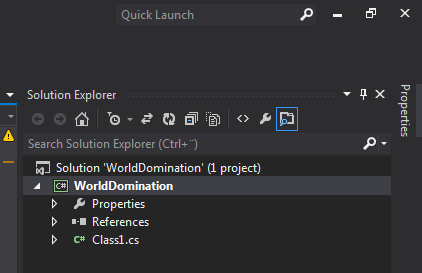 Quick Launch
Solution Explorer
Search Solution Explorer (Ctrl+¨)
Solution 'WorldDomination' (1 project)
C# WorldDomination
Properties
References
C# Class1.cs
Properties